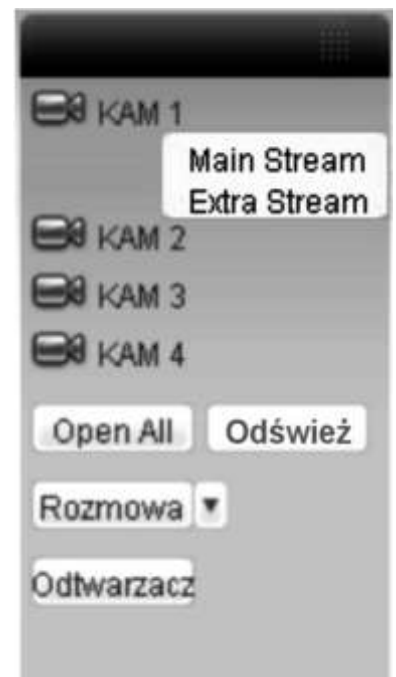 KAM 1
Main Stream
Extra Stream
KAM 2
KAM 3
KAM 4
Open All Odśwież
Rozmowa
Odtwarzacz